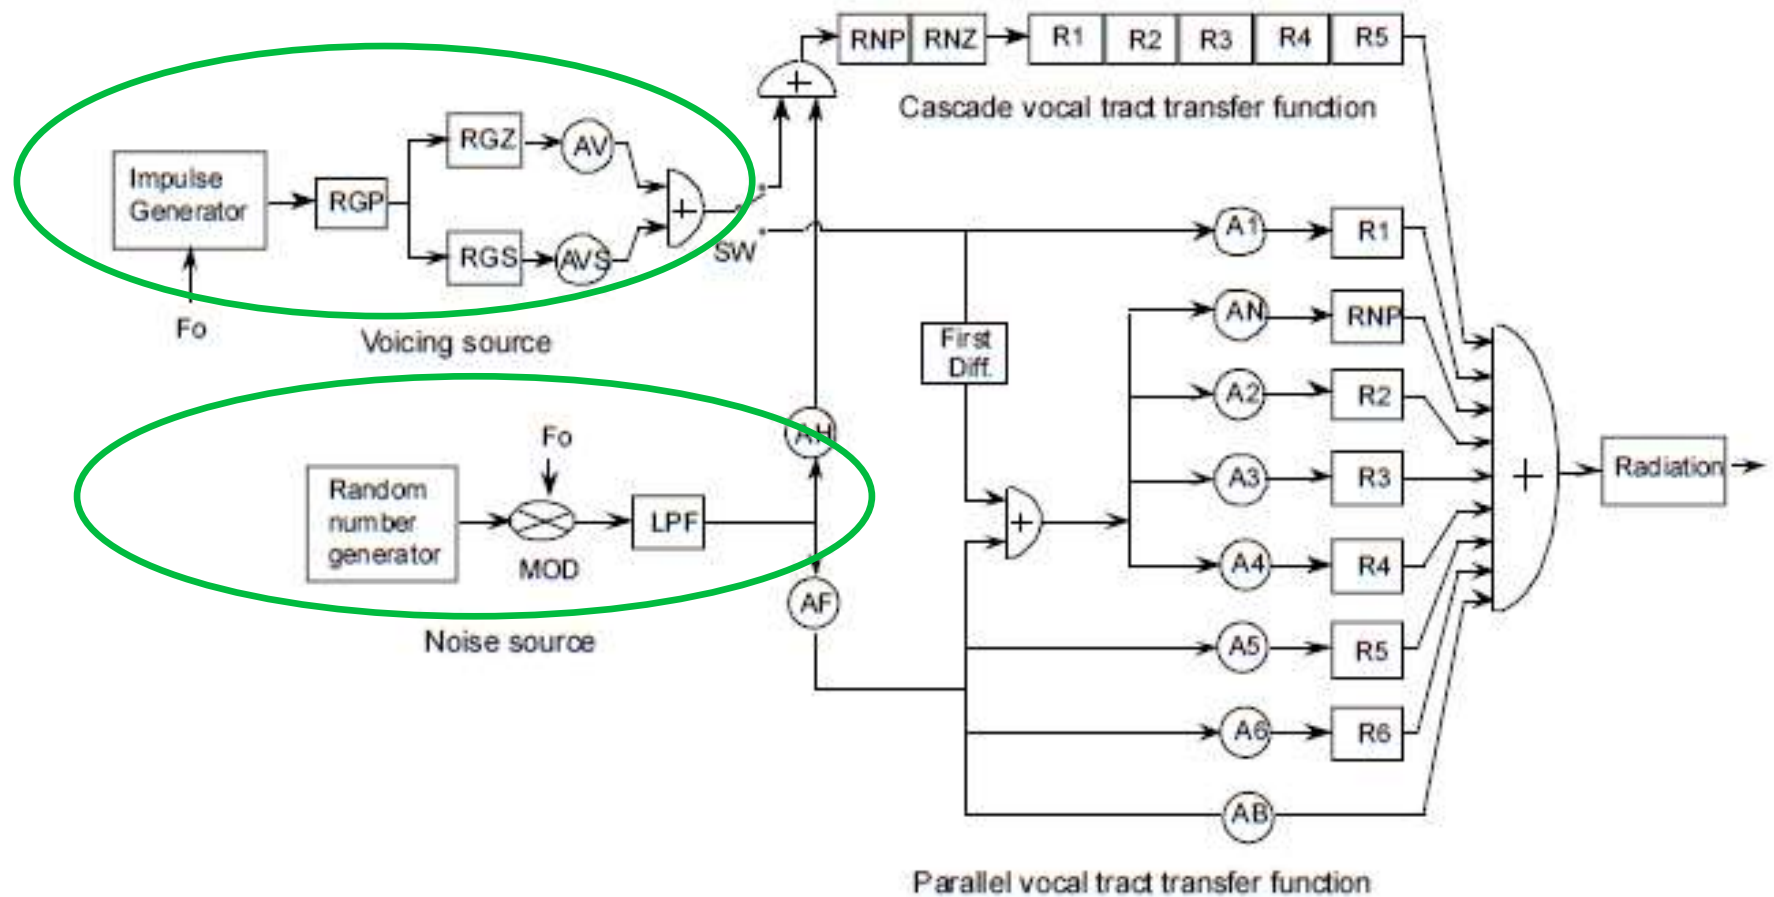 RNP RNZ R1 R2 R3 R4 R5
Cascade vocal tract transfer function
Impulse
Generator
RGP
RGZ
AV
+
+
RGS
AVS
SW
Fo
Voicing source
A1
R1
First
Diff.
AN
RNP
A2
R2
A3
R3
A4
R4
A5
R5
A6
R6
AB
+
+
Radiation
Fo
AH
Random
number
generator
MOD
LPF
AF
Noise source
Parallel vocal tract transfer function